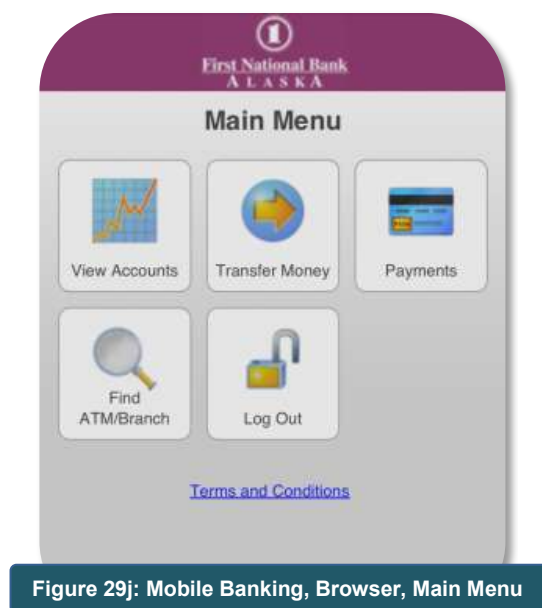 First National Bank
ALASKA
Main Menu
View Accounts
Transfer Money
Payments
Find
ATM/Branch
Log Out
Terms and Conditions
Figure 29j: Mobile Banking, Browser, Main Menu